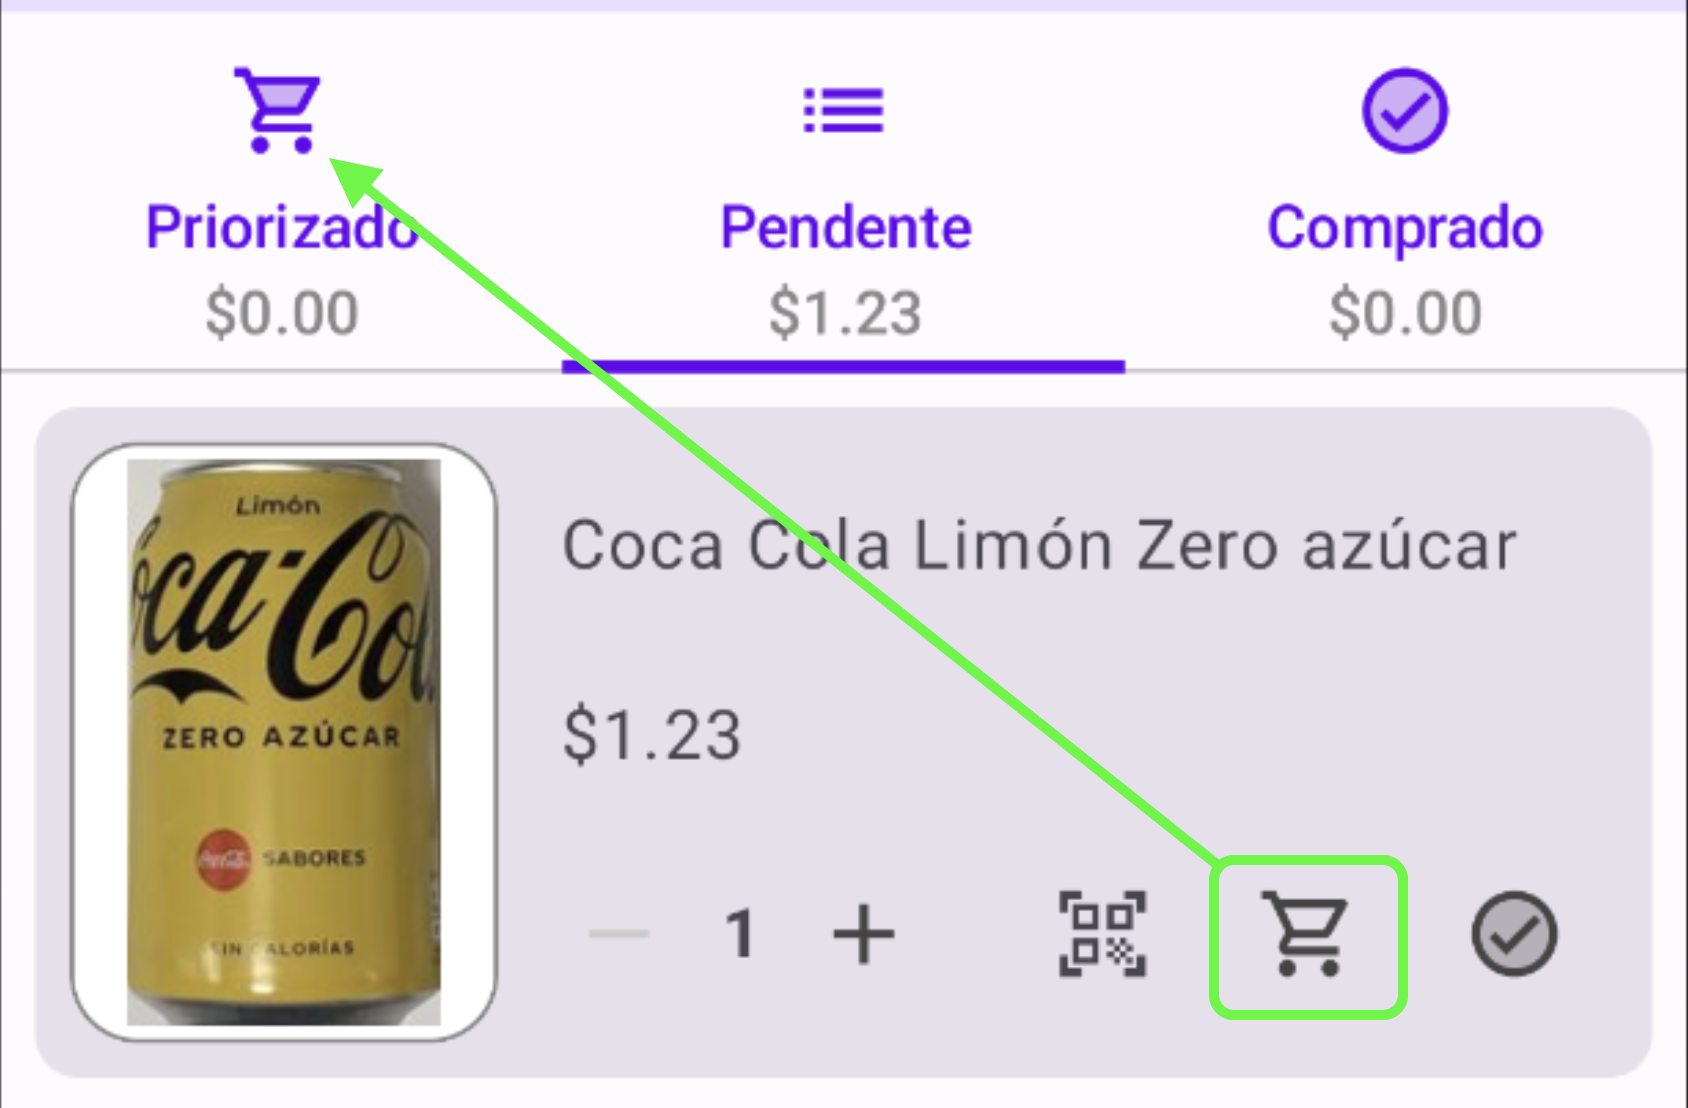 Priorizado
Pendente
Comprado
$0.00
$1.23
$0.00
Limón
Coca-Col
ZERO AZÚCAR
SABORES
SIN CALORÍAS
Coca Cola Limón Zero azúcar
$1.23
1